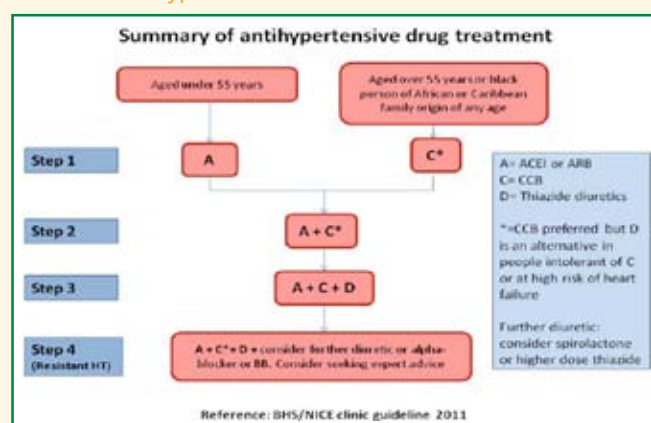 Summary of antihypertensive drug treatment
Aged under 55 years
Aged over 55 years or black
person of African or Caribbean
family origin of any age
Step 1
A
C*
A= ACEI or ARB
C= CCB
D= Thiazide diuretics
*=CCB preferred but D
is an alternative in
people intolerant of C
or at high risk of heart
failure
Further diuretic:
consider spirolactone
or higher dose thiazide
Step 2
A + C*
Step 3
A + C + D
Step 4
(Resistant HT)
A + C* + D + consider further diuretic or alpha-
blocker or BB. Consider seeking expert advice
Reference: BHS/NICE clinic guideline 2011